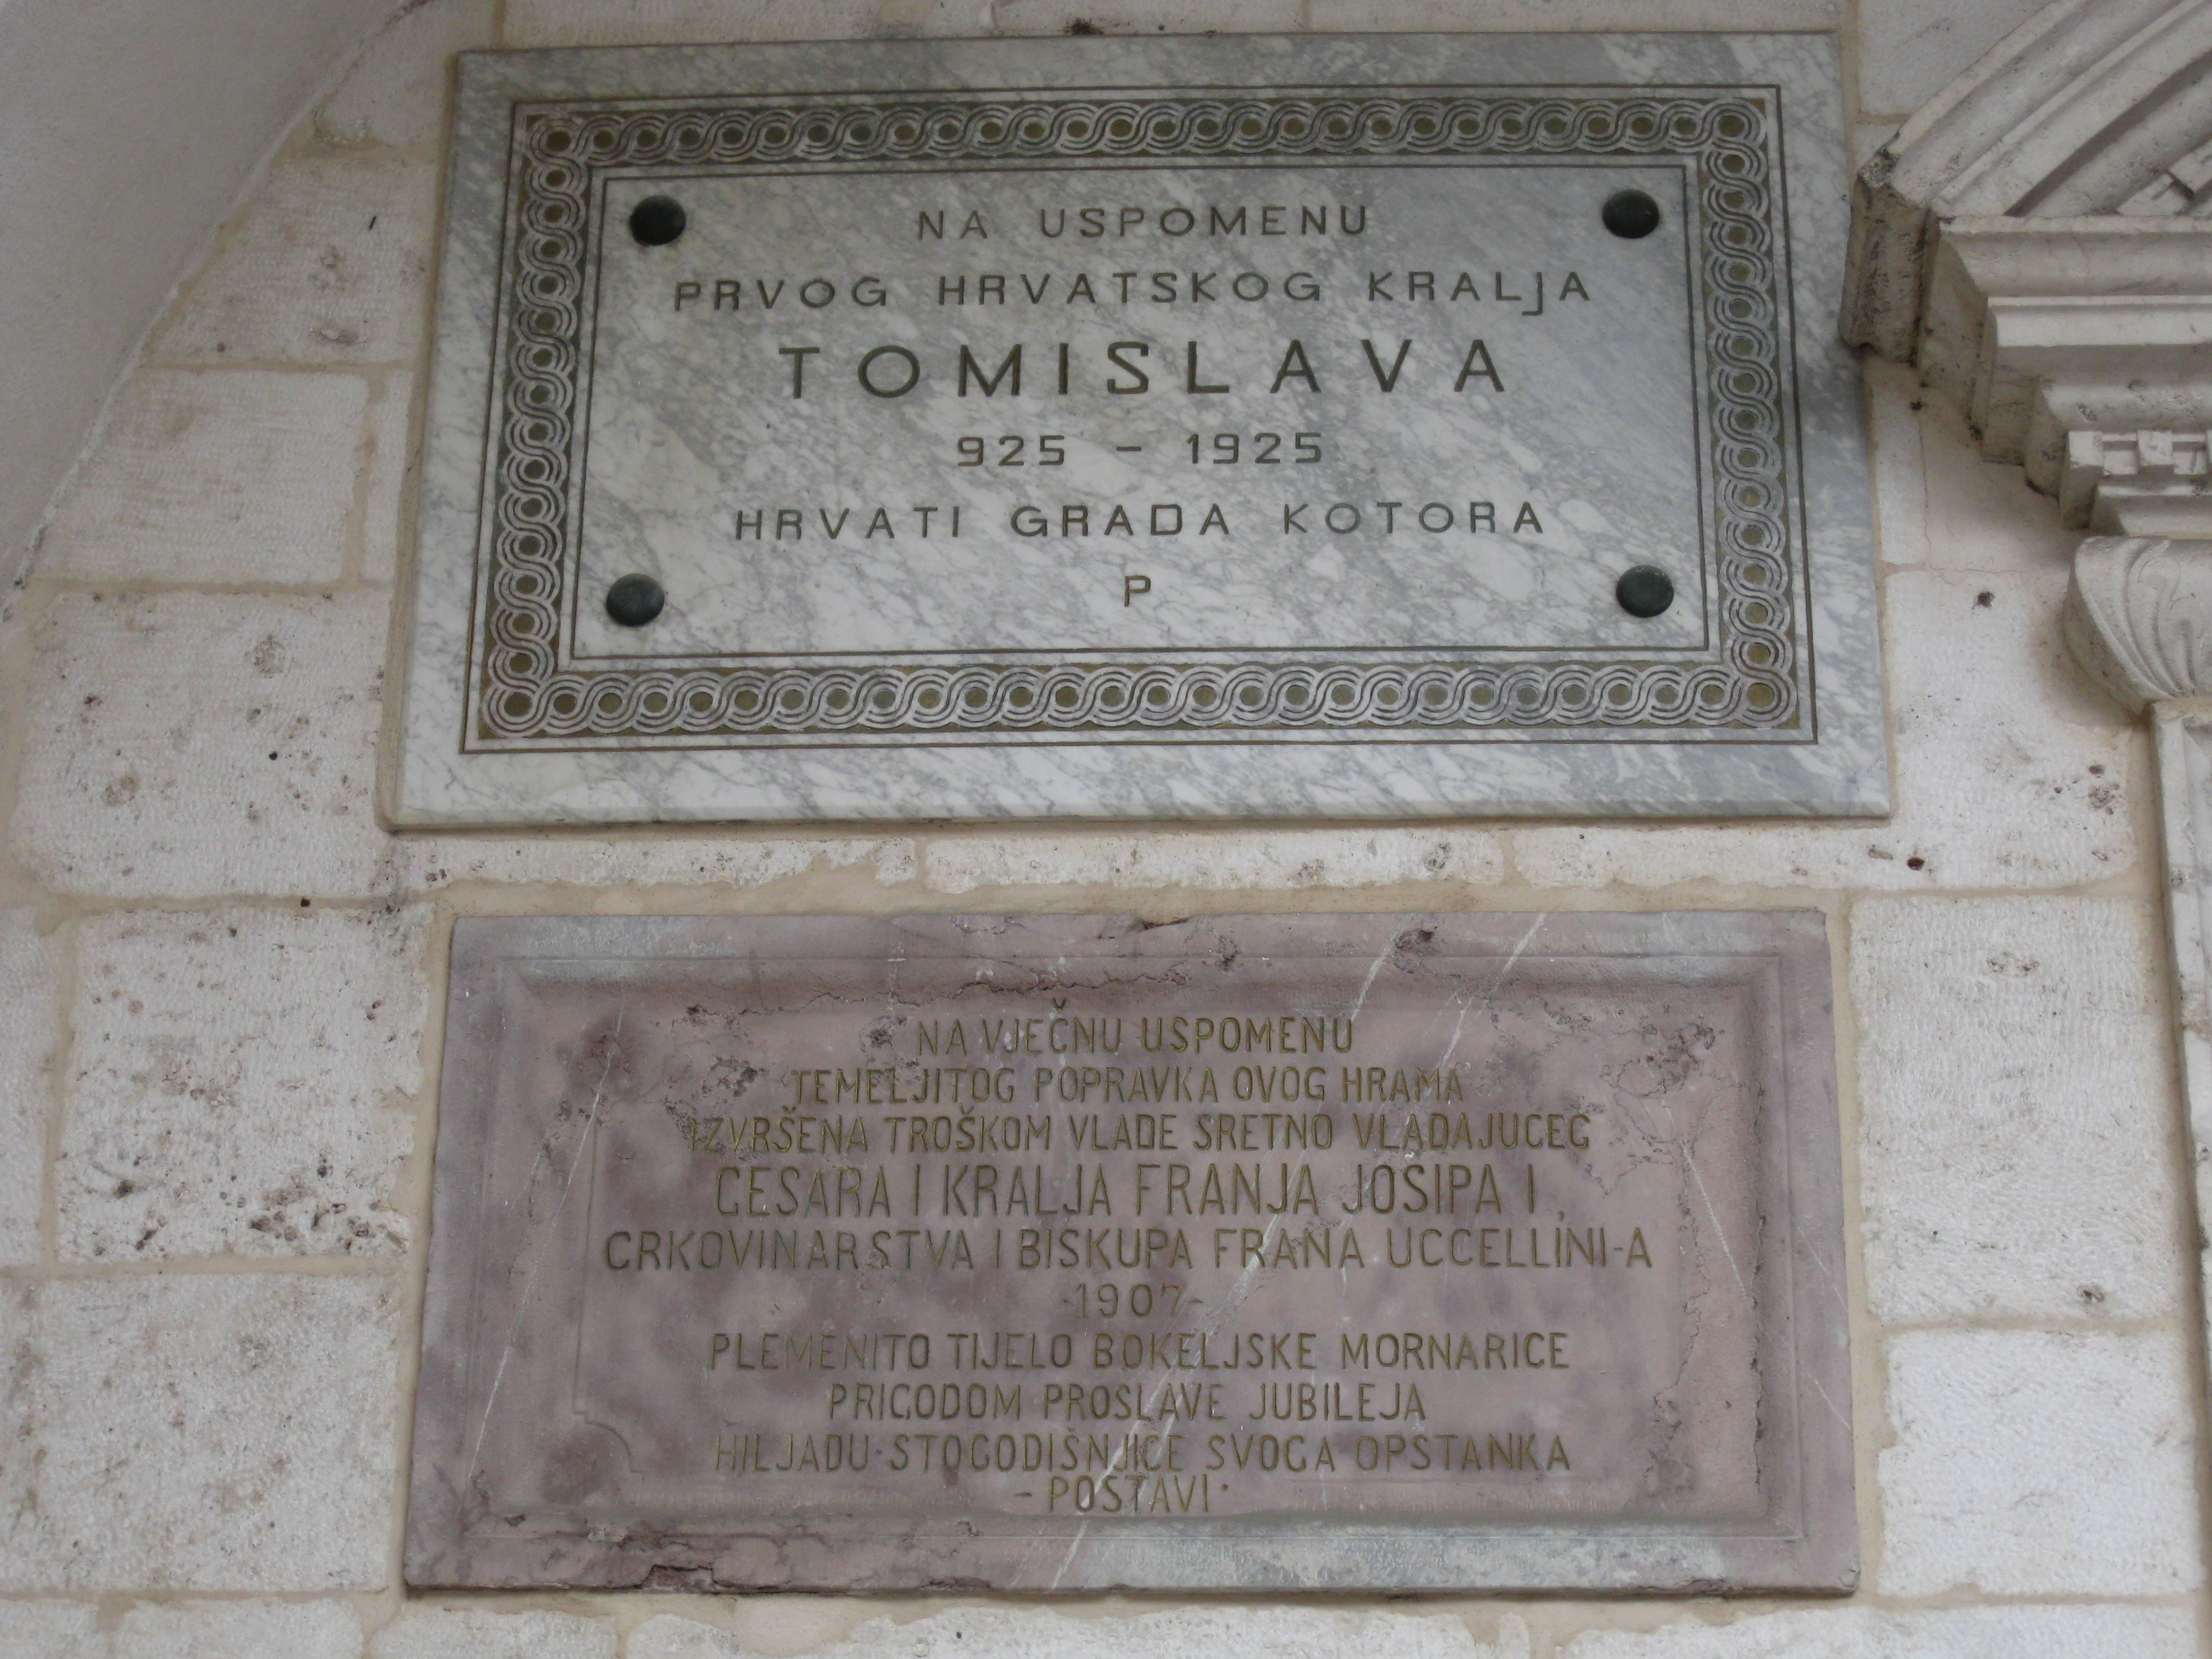 NA USPOMENU
PRVOG HRVATSKOG KRALJA
TOMISLAVA
925 - 1925
HRVATI GRADA KOTORA
P
NA VJEČNU USPOMENU
TEMELJITOG POPRAVKA OVOG HRAMA
IZVRŠENA TROŠKOM VLADE SRETNO VLADAJUCEG
CESARA I KRALJA FRANJA JOSIPA I,
CRKOVINARSTVA I BISKUPA FRANA UCCELLINI-A
-1907-
PLEMENITO TIJELO BOKELJSKE MORNARICE
PRIGODOM PROSLAVE JUBILEJA
HILJADU-STOGODIŠNJICE SVOGA OPSTANKA
- POSTAVI·